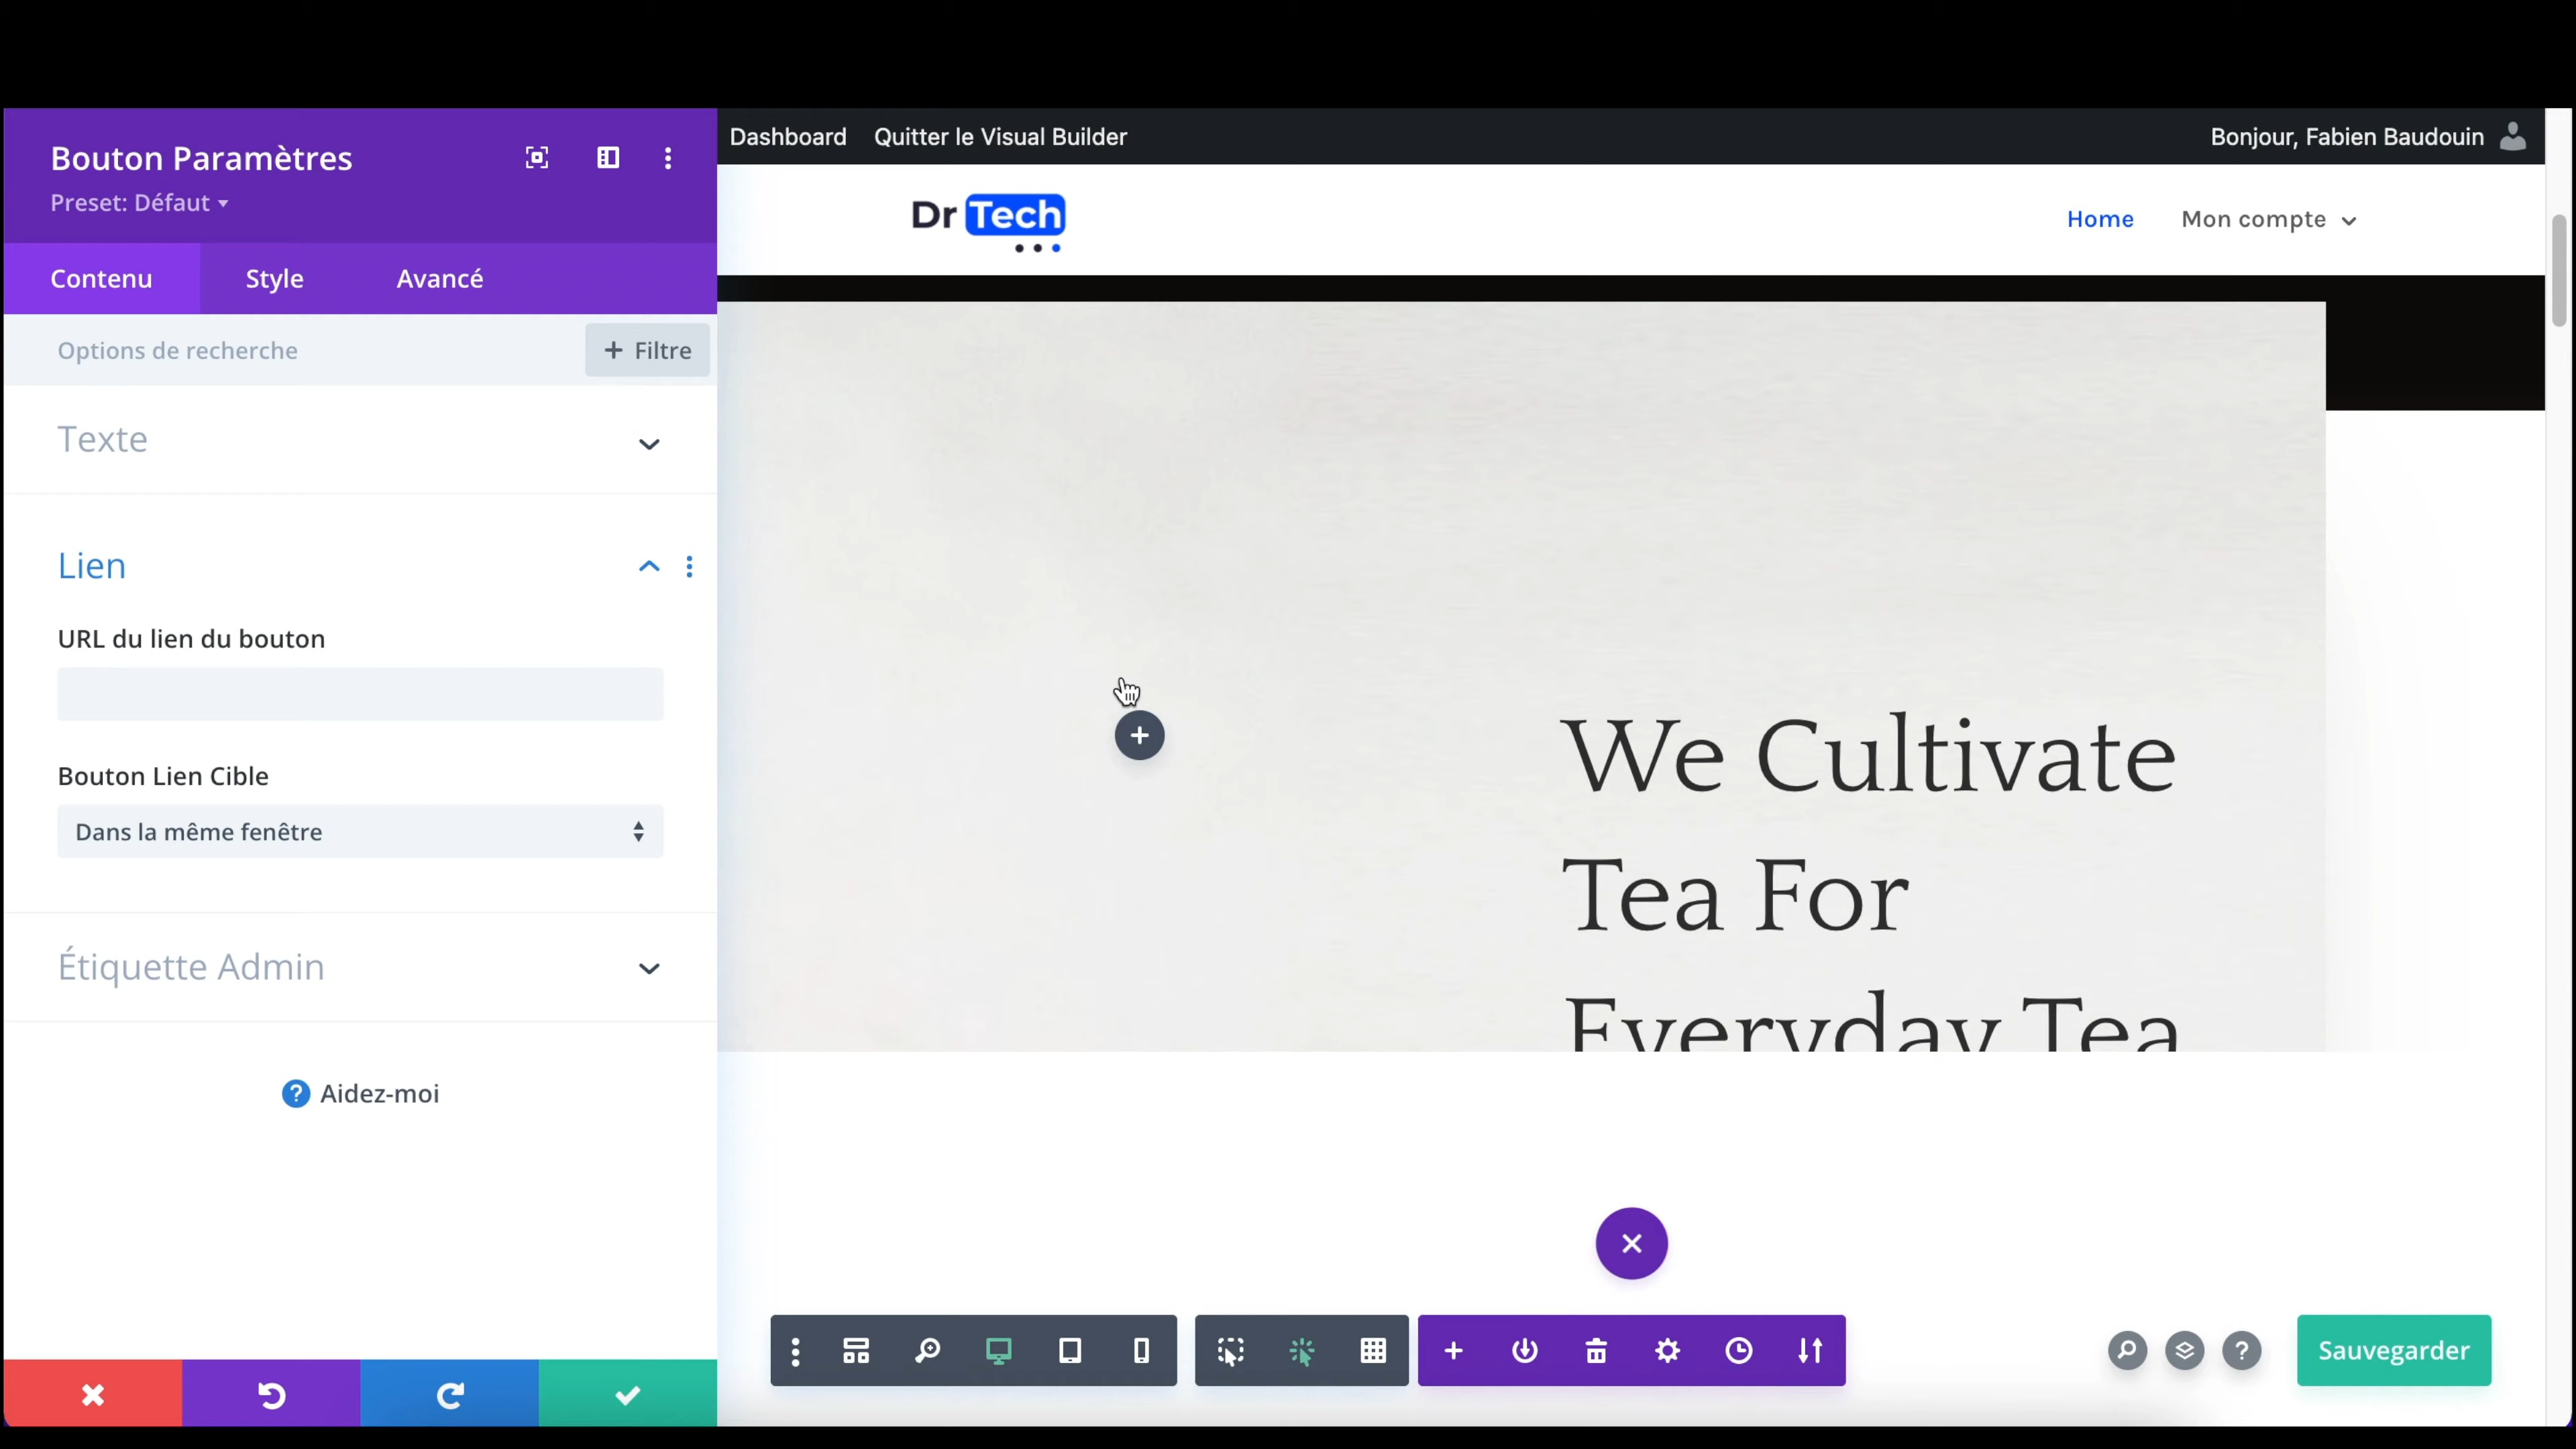 Bouton Paramètres
Preset: Défaut
Contenu Style Avancé
Options de recherche
+ Filtre
Texte
Lien
URL du lien du bouton
Bouton Lien Cible
Dans la même fenêtre
Étiquette Admin
? Aidez-moi
Dashboard Quitter le Visual Builder
Bonjour, Fabien Baudouin
Dr Tech
Home Mon compte
We Cultivate
Tea For
Everyday Tea
Sauvegarder